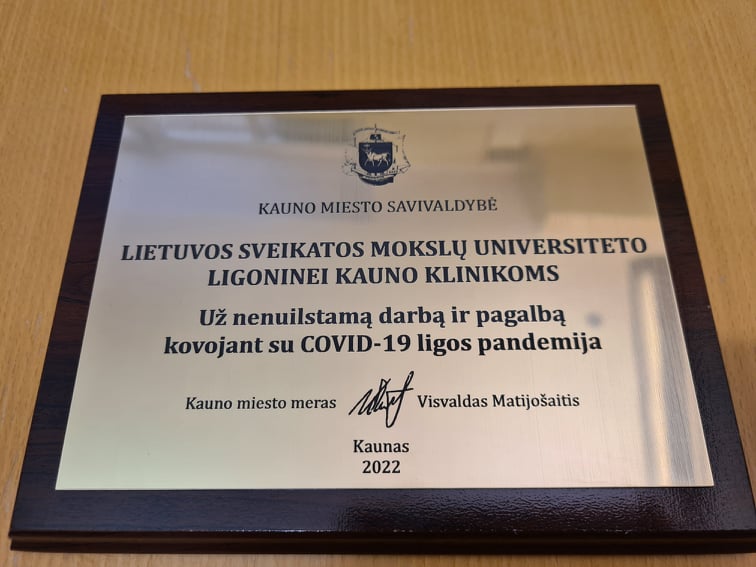 KAUNO MIESTO SAVIVALDYBĖ
LIETUVOS SVEIKATOS MOKSLŲ UNIVERSITETO
LIGONINEI KAUNO KLINIKOMS
Už nenuilstamą darbą ir pagalbą
kovojant su COVID-19 ligos pandemija
Kauno miesto meras Visvaldas Matijošaitis
Kaunas
2022